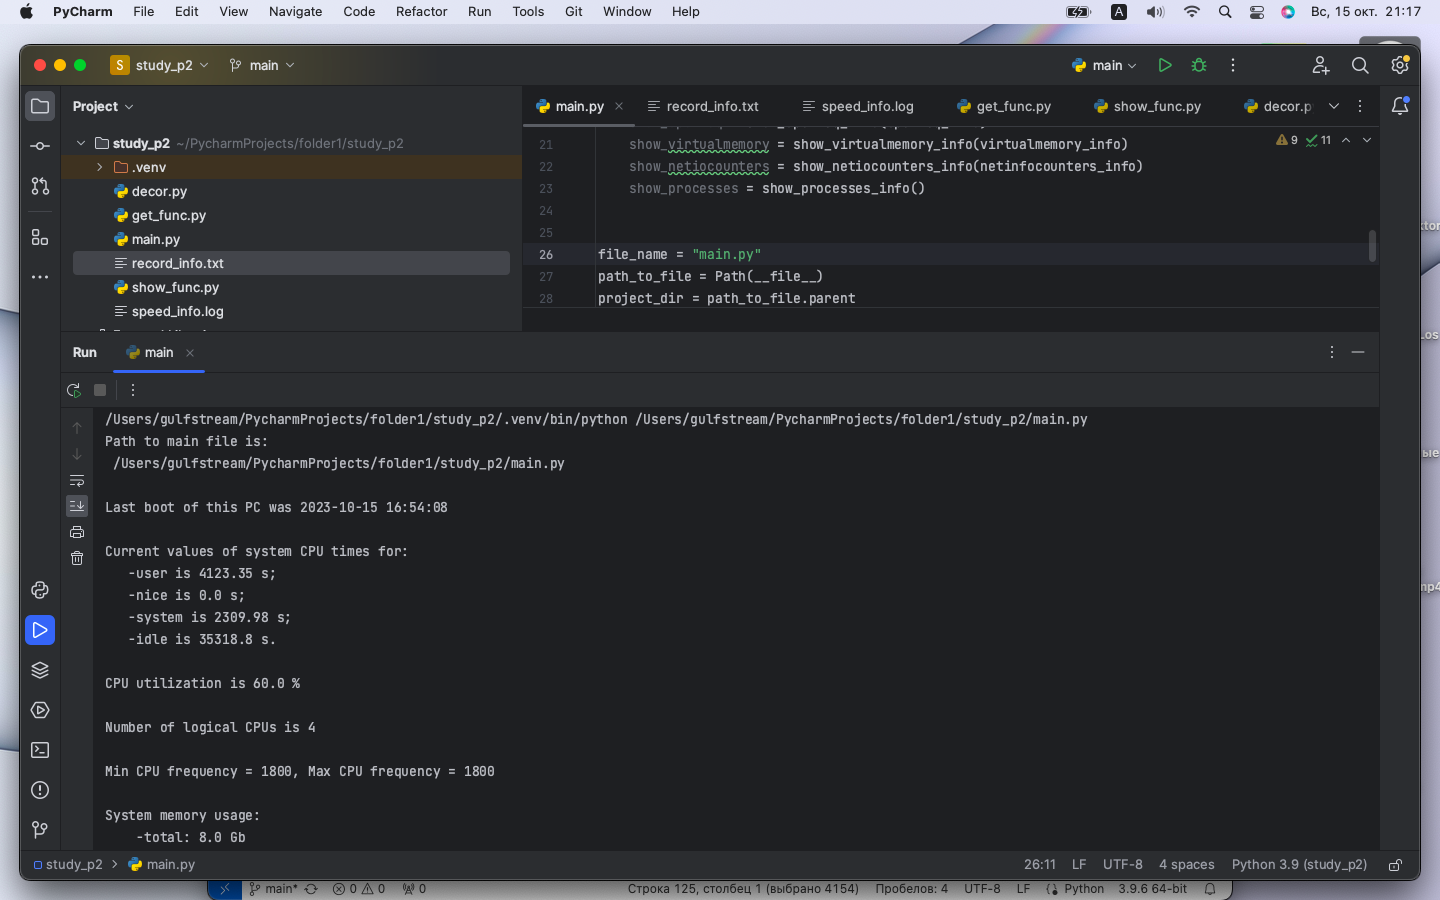 PyCharm File Edit View Navigate Code Refactor Run Tools Git Window Help
A Вс, 15 окт. 21:17
S study_p2 main
main
Project
main.py record_info.txt speed_info.log get_func.py show_func.py decor.p
study_p2 ~/PycharmProjects/folder1/study_p2
.venv
decor.py
get_func.py
main.py
record_info.txt
show_func.py
speed_info.log
9 11
21 show_virtualmemory = show_virtualmemory_info(virtualmemory_info)
22 show_netiocounters = show_netiocounters_info(netinfocounters_info)
23 show_processes = show_processes_info()
24
25
26 file_name = "main.py"
27 path_to_file = Path(__file__)
28 project_dir = path_to_file.parent
Run main
/Users/gulfstream/PycharmProjects/folder1/study_p2/.venv/bin/python /Users/gulfstream/PycharmProjects/folder1/study_p2/main.py
Path to main file is:
/Users/gulfstream/PycharmProjects/folder1/study_p2/main.py
Last boot of this PC was 2023-10-15 16:54:08
Current values of system CPU times for:
-user is 4123.35 s;
-nice is 0.0 s;
-system is 2309.98 s;
-idle is 35318.8 s.
CPU utilization is 60.0 %
Number of logical CPUs is 4
Min CPU frequency = 1800, Max CPU frequency = 1800
System memory usage:
-total: 8.0 Gb
study_p2 > main.py
26:11 LF UTF-8 4 spaces Python 3.9 (study_p2)
main* 0 0 0
Строка 125, столбец 1 (выбрано 4154) Пробелов: 4 UTF-8 LF Python 3.9.6 64-bit